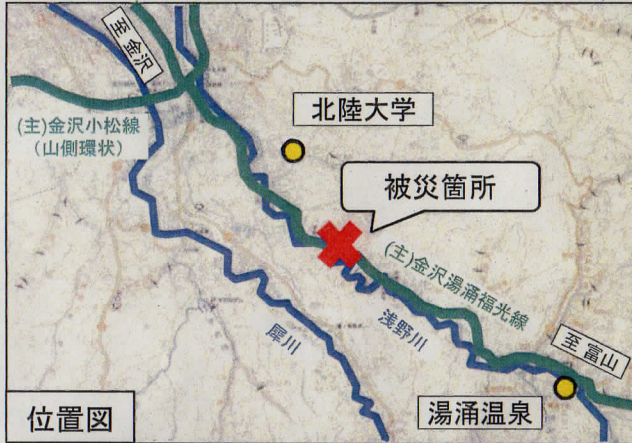 至 金沢
(主)金沢小松線
(山側環状)
北陸大学
被災箇所
(主)金沢湯涌福光線
浅野川
犀川
至 富山
湯涌温泉
位置図